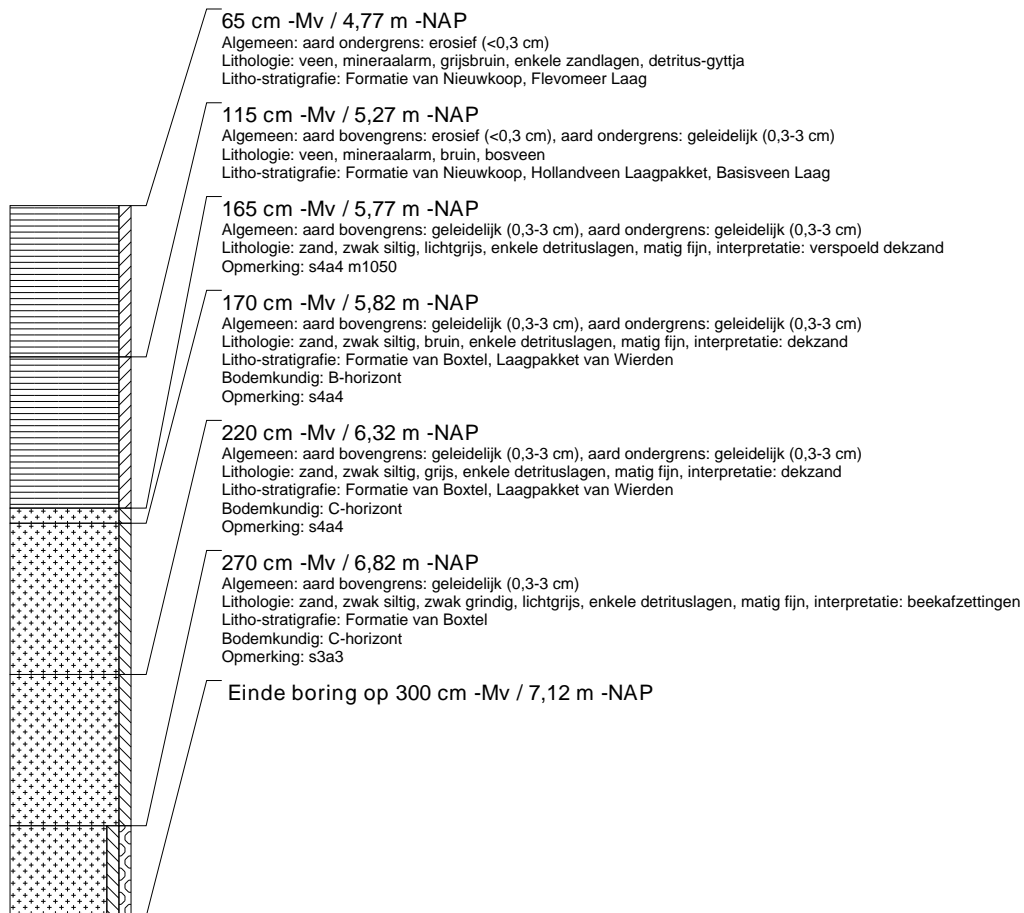 65 cm -Mv / 4,77 m -NAP
Algemeen: aard ondergrens: erosief (<0,3 cm)
Lithologie: veen, mineraalarm, grijsbruin, enkele zandlagen, detritus-gyttja
Litho-stratigrafie: Formatie van Nieuwkoop, Flevomeer Laag
115 cm -Mv / 5,27 m -NAP
Algemeen: aard bovengrens: erosief (<0,3 cm), aard ondergrens: geleidelijk (0,3-3 cm)
Lithologie: veen, mineraalarm, bruin, bosveen
Litho-stratigrafie: Formatie van Nieuwkoop, Hollandveen Laagpakket, Basisveen Laag
165 cm -Mv / 5,77 m -NAP
Algemeen: aard bovengrens: geleidelijk (0,3-3 cm), aard ondergrens: geleidelijk (0,3-3 cm)
Lithologie: zand, zwak siltig, lichtgrijs, enkele detrituslagen, matig fijn, interpretatie: verspoeld dekzand
Opmerking: s4a4 m1050
170 cm -Mv / 5,82 m -NAP
Algemeen: aard bovengrens: geleidelijk (0,3-3 cm), aard ondergrens: geleidelijk (0,3-3 cm)
Lithologie: zand, zwak siltig, bruin, enkele detrituslagen, matig fijn, interpretatie: dekzand
Litho-stratigrafie: Formatie van Boxtel, Laagpakket van Wierden
Bodemkundig: B-horizont
Opmerking: s4a4
220 cm -Mv / 6,32 m -NAP
Algemeen: aard bovengrens: geleidelijk (0,3-3 cm), aard ondergrens: geleidelijk (0,3-3 cm)
Lithologie: zand, zwak siltig, grijs, enkele detrituslagen, matig fijn, interpretatie: dekzand
Litho-stratigrafie: Formatie van Boxtel, Laagpakket van Wierden
Bodemkundig: C-horizont
Opmerking: s4a4
270 cm -Mv / 6,82 m -NAP
Algemeen: aard bovengrens: geleidelijk (0,3-3 cm)
Lithologie: zand, zwak siltig, zwak grindig, lichtgrijs, enkele detrituslagen, matig fijn, interpretatie: beekafzettingen
Litho-stratigrafie: Formatie van Boxtel
Bodemkundig: C-horizont
Opmerking: s3a3
Einde boring op 300 cm -Mv / 7,12 m -NAP